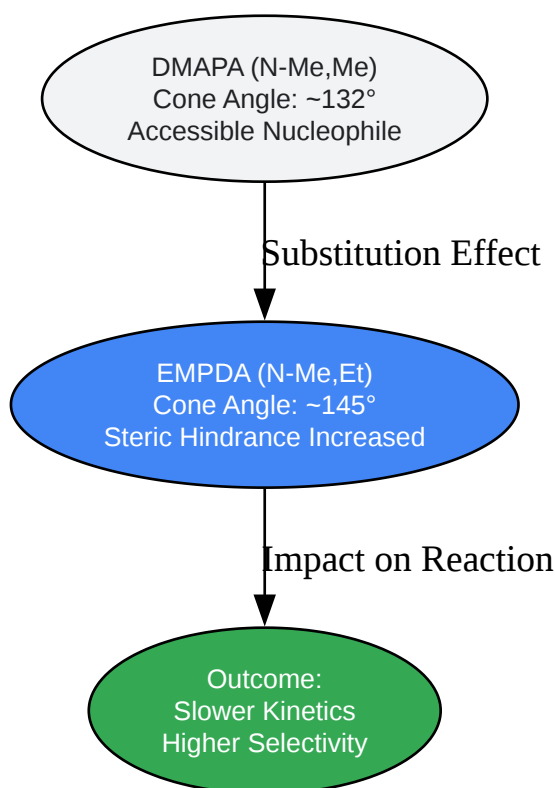 DMAPA (N-Me,Me)
Cone Angle: ~132°
Accessible Nucleophile
Substitution Effect
EMPDA (N-Me,Et)
Cone Angle: ~145°
Steric Hindrance Increased
Impact on Reaction
Outcome:
Slower Kinetics
Higher Selectivity